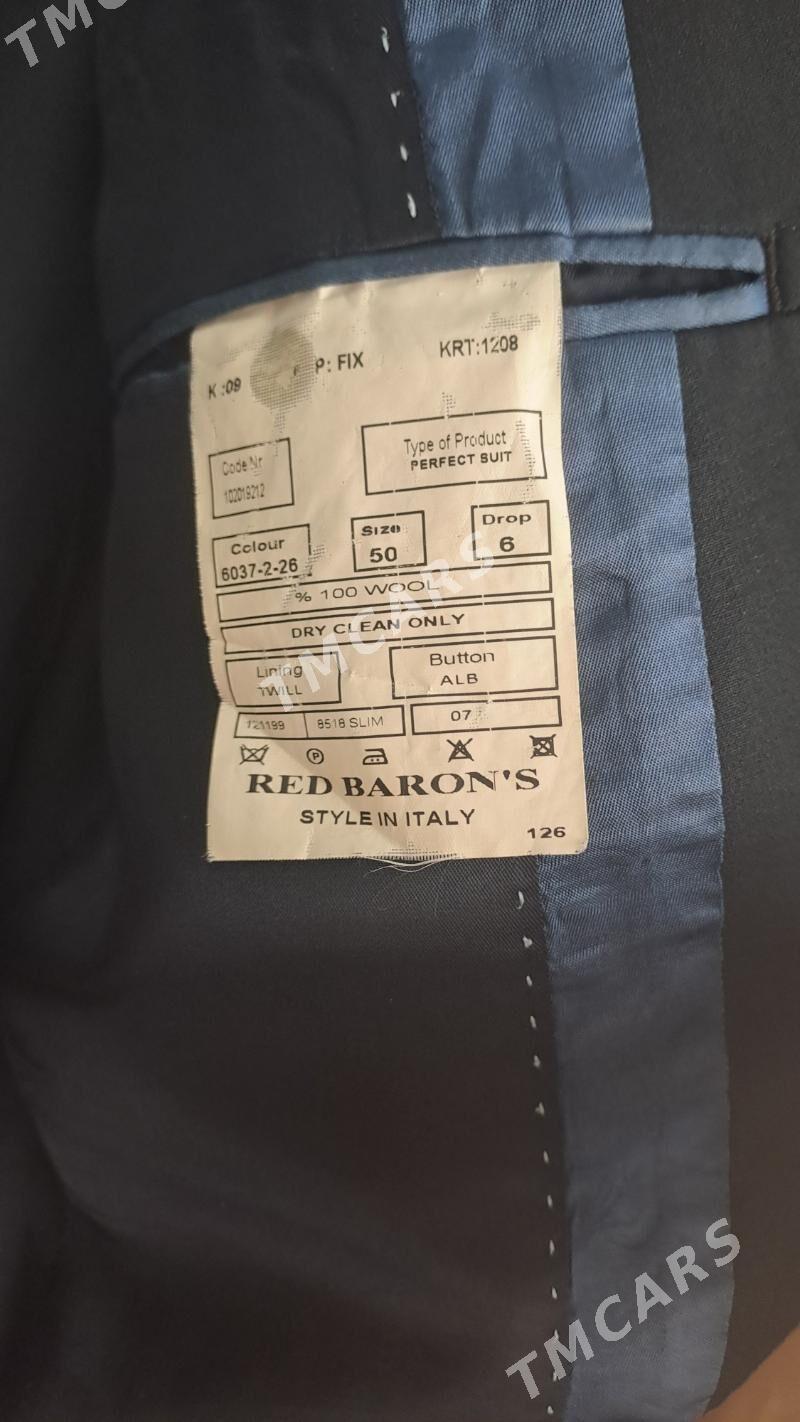 TMCARS
K :09 P: FIX KRT:1208
Code Nr
102019212
Type of Product
PERFECT SUIT
Colour
6037-2-26
Size
50
Drop
6
% 100 WOOL
DRY CLEAN ONLY
Lining
TWILL
Button
ALB
TMCARS
121199 8518 SLIM 07
P
RED BARON'S
STYLE IN ITALY
126
TMCARS